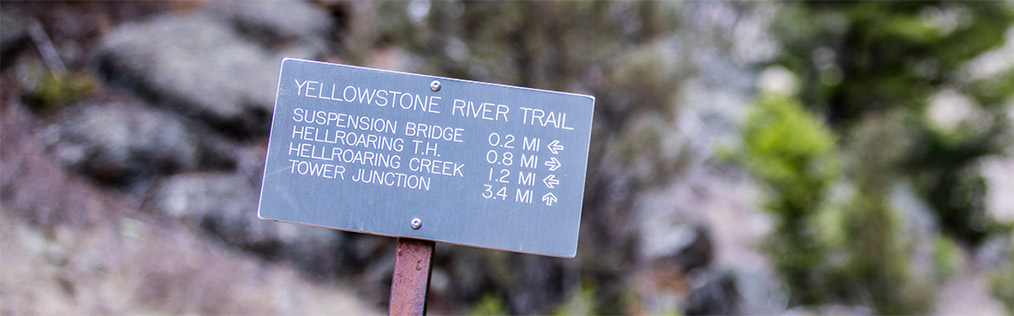 YELLOWSTONE RIVER TRAIL
SUSPENSION BRIDGE 0.2 MI ←
HELLROARING T.H. 0.8 MI →
HELLROARING CREEK 1.2 MI ←
TOWER JUNCTION 3.4 MI ↑